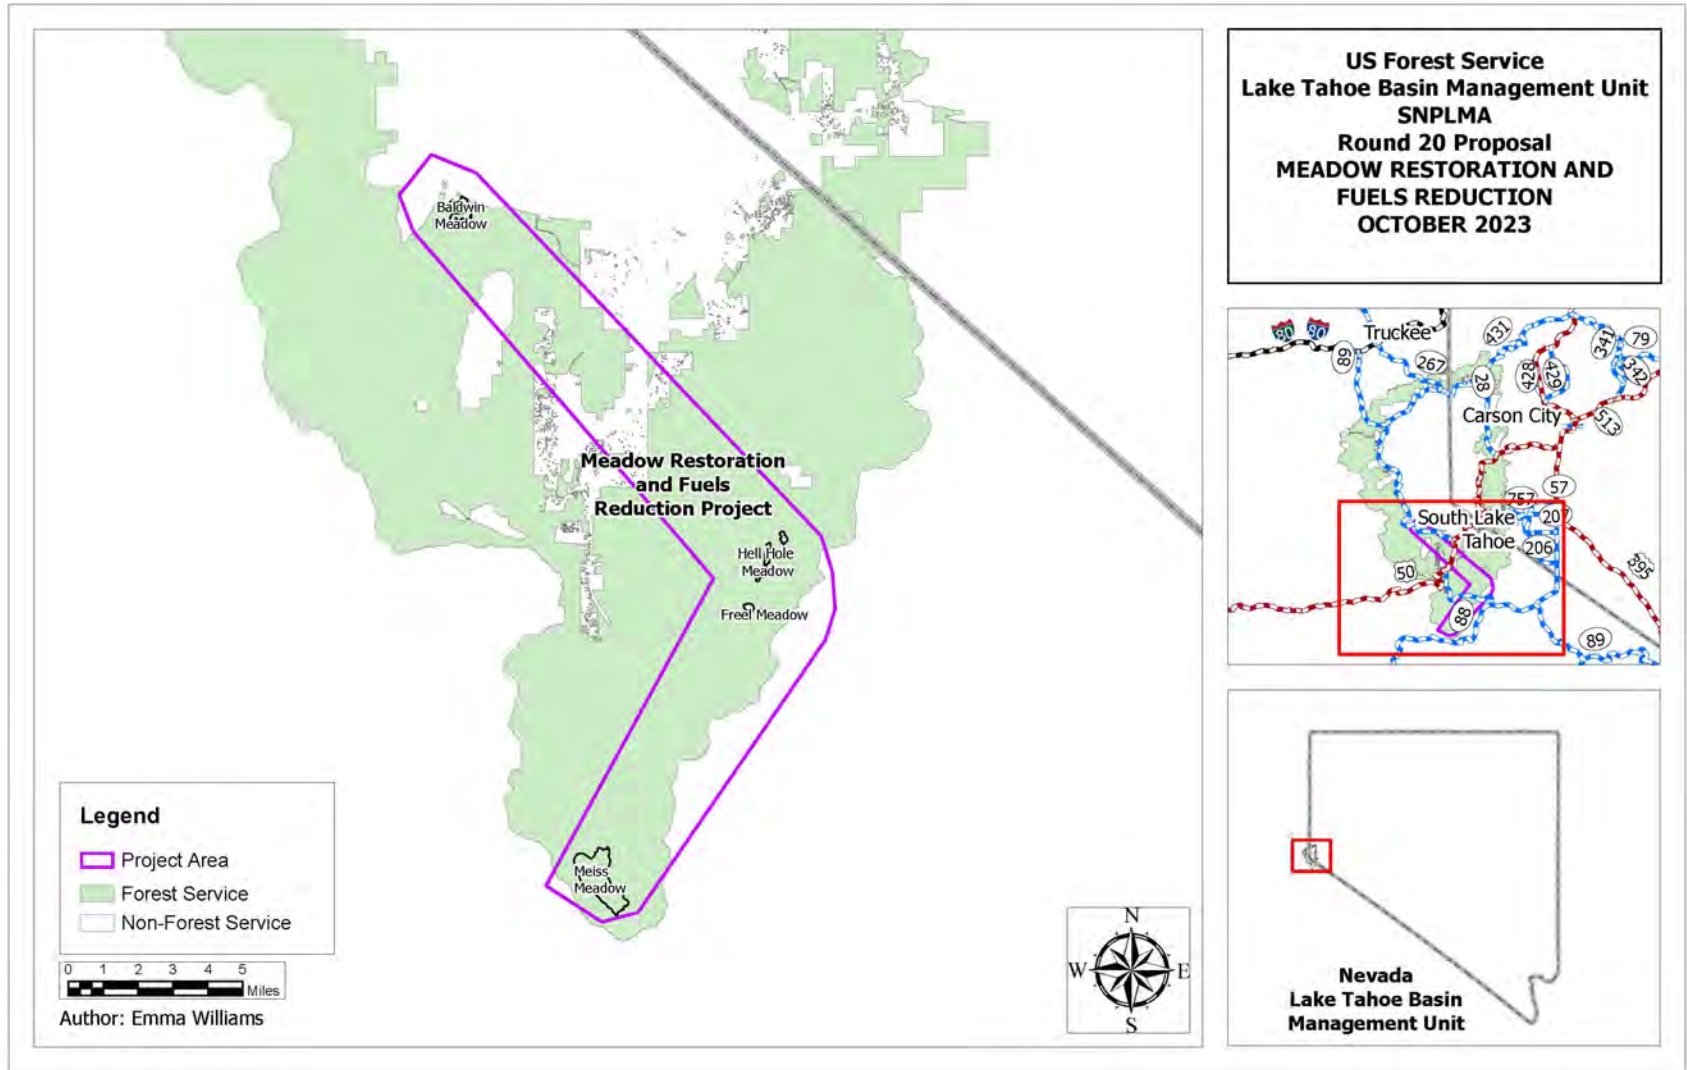 US Forest Service
Lake Tahoe Basin Management Unit
SNPLMA
Round 20 Proposal
MEADOW RESTORATION AND
FUELS REDUCTION
OCTOBER 2023
Baldwin
Meadow
Meadow Restoration
and Fuels
Reduction Project
Hell Hole
Meadow
Freel Meadow
Meiss
Meadow
Legend
Project Area
Forest Service
Non-Forest Service
0 1 2 3 4 5
Miles
Author: Emma Williams
N
W E
S
80 80
Truckee
89
267
431
28
428
429
341
79
342
Carson City
513
757
57
South Lake
Tahoe
207
206
50
395
88
89
Nevada
Lake Tahoe Basin
Management Unit